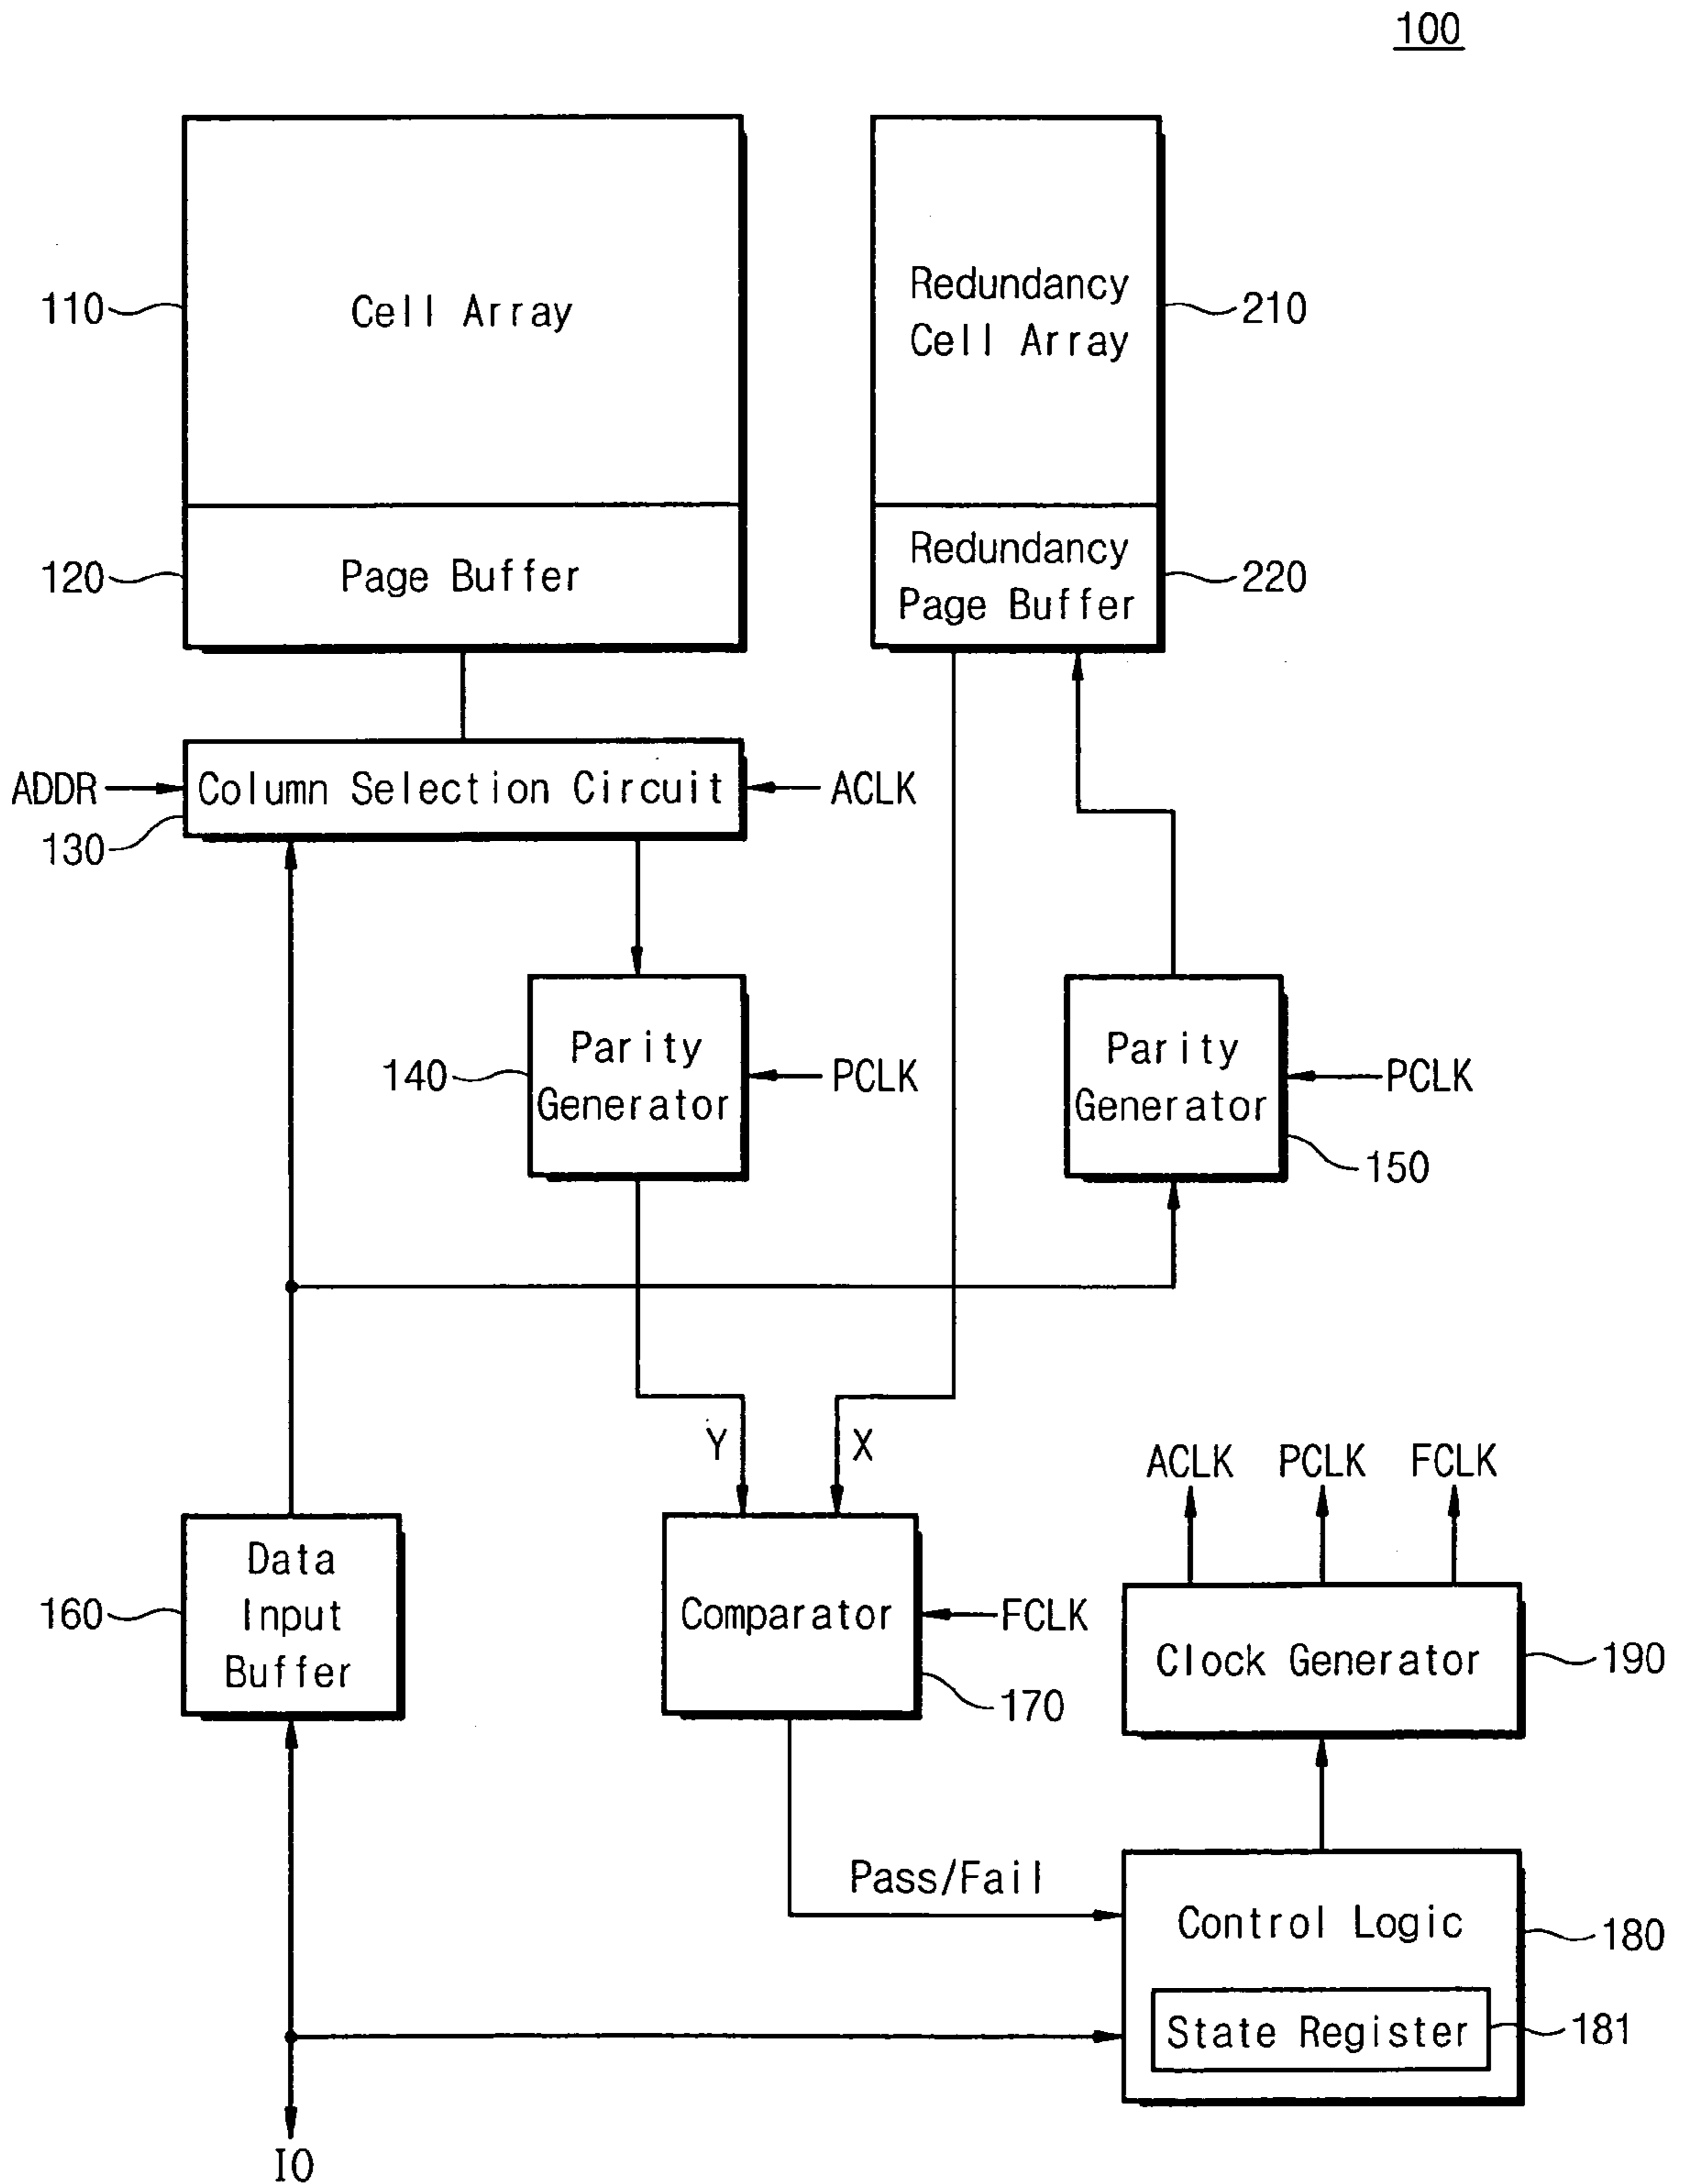 100
Cell Array
110
Redundancy
Cell Array
210
Page Buffer
120
Redundancy
Page Buffer
220
ADDR
Column Selection Circuit
ACLK
130
Parity
Generator
140
PCLK
Parity
Generator
PCLK
150
Y
X
ACLK
PCLK
FCLK
Data
Input
Buffer
160
Comparator
FCLK
170
Clock Generator
190
Pass/Fail
Control Logic
180
State Register
181
IO